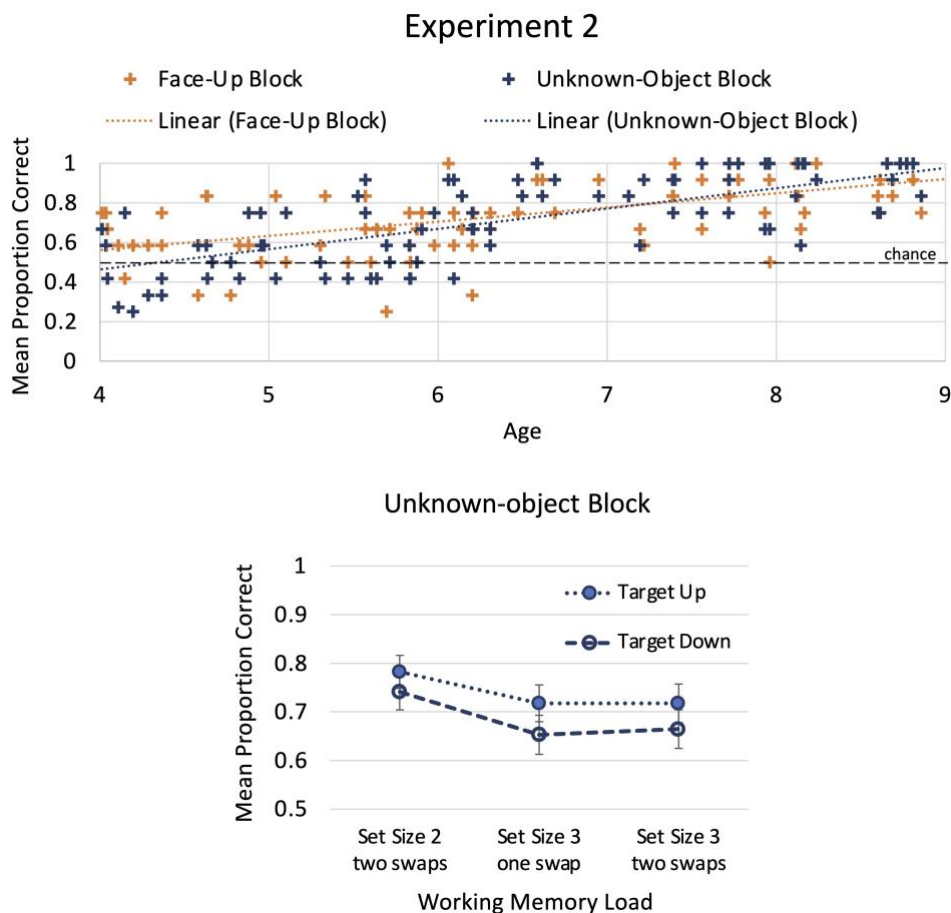 Experiment 2
Face-Up Block
Unknown-Object Block
Linear (Face-Up Block)
Linear (Unknown-Object Block)
Mean Proportion Correct
1
0.8
0.6
0.4
0.2
0
chance
4 5 6 7 8 9
Age
Unknown-object Block
Mean Proportion Correct
1
0.9
0.8
0.7
0.6
0.5
Target Up
Target Down
Set Size 2 Set Size 3 Set Size 3
two swaps one swap two swaps
Working Memory Load